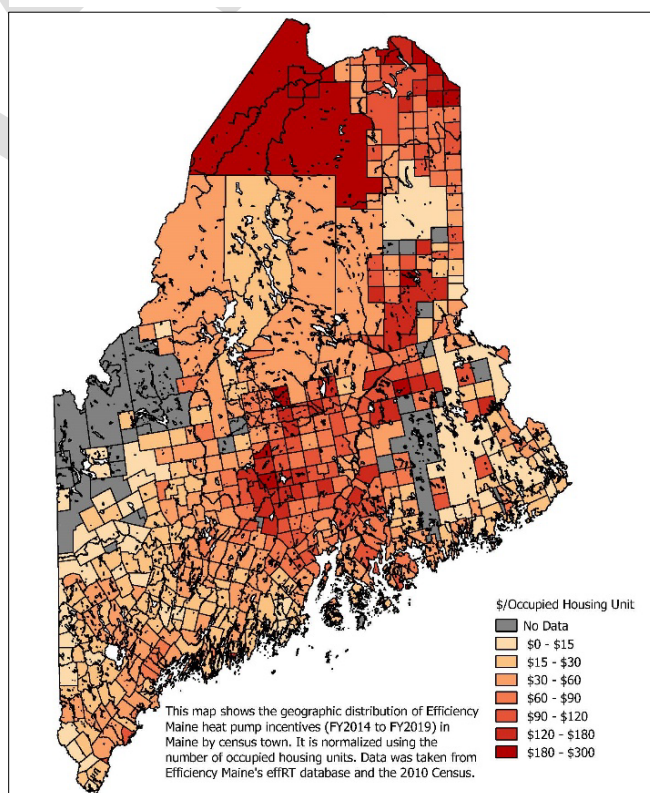 $/Occupied Housing Unit
No Data
$0 - $15
$15 - $30
$30 - $60
$60 - $90
$90 - $120
$120 - $180
$180 - $300
This map shows the geographic distribution of Efficiency
Maine heat pump incentives (FY2014 to FY2019) in
Maine by census town. It is normalized using the
number of occupied housing units. Data was taken from
Efficiency Maine's effRT database and the 2010 Census.